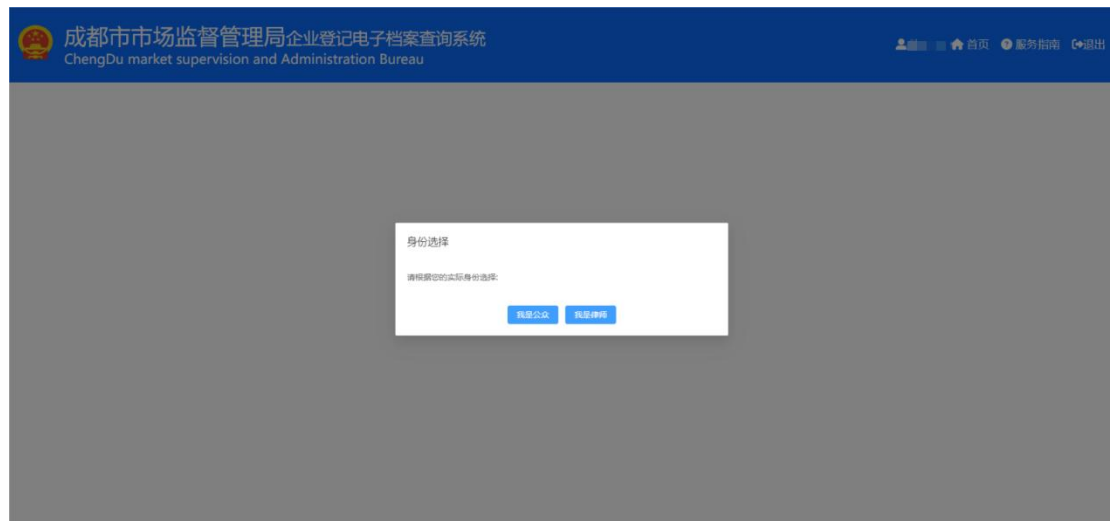 成都市市场监督管理局企业登记电子档案查询系统
ChengDu market supervision and Administration Bureau
首页 服务指南 退出
身份选择
请根据您的实际身份选择:
我是公众 我是律师